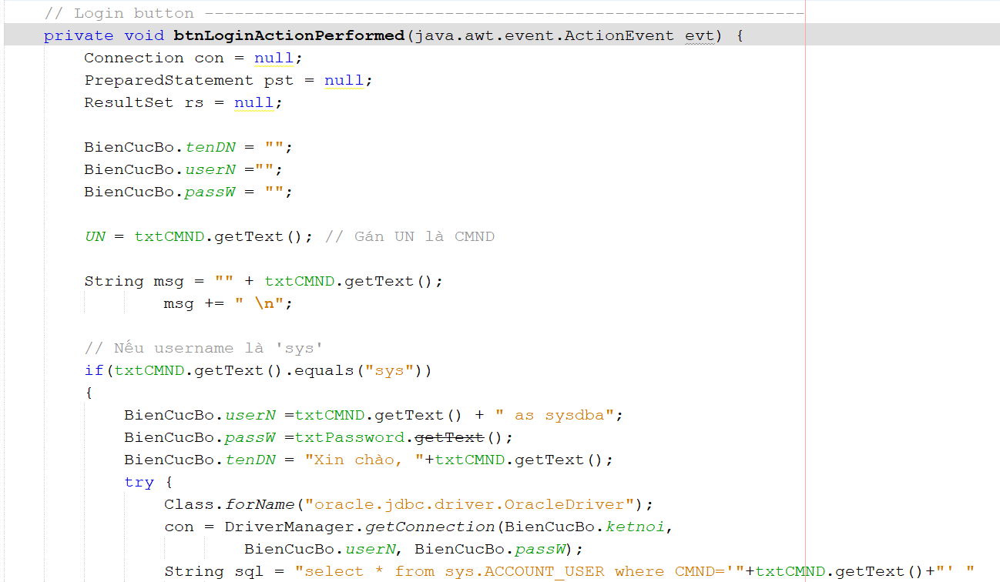 // Login button ------------------------------------------------------------
private void btnLoginActionPerformed(java.awt.event.ActionEvent evt) {
Connection con = null;
PreparedStatement pst = null;
ResultSet rs = null;
BienCucBo.tenDN = "";
BienCucBo.userN ="";
BienCucBo.passW = "";
UN = txtCMND.getText(); // Gán UN là CMND
String msg = "" + txtCMND.getText();
msg += " \n";
// Nếu username là 'sys'
if(txtCMND.getText().equals("sys"))
{
BienCucBo.userN =txtCMND.getText() + " as sysdba";
BienCucBo.passW =txtPassword.getText();
BienCucBo.tenDN = "Xin chào, "+txtCMND.getText();
try {
Class.forName("oracle.jdbc.driver.OracleDriver");
con = DriverManager.getConnection(BienCucBo.ketnoi,
BienCucBo.userN, BienCucBo.passW);
String sql = "select * from sys.ACCOUNT_USER where CMND='"+txtCMND.getText()+"' "